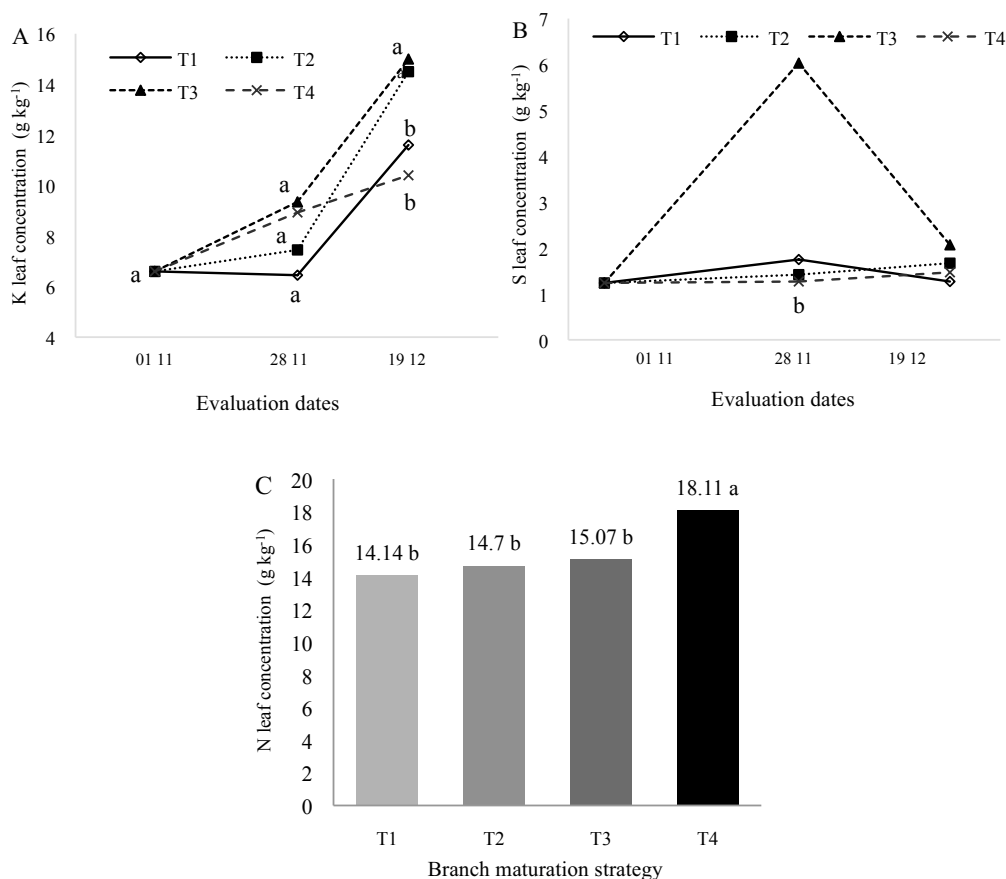 A
K leaf concentration (g kg-1)
16
14
12
10
8
6
4
T1
T2
T3
T4
a
a
b
b
a
a
a
a
01 11
28 11
19 12
Evaluation dates
B
S leaf concentration (g kg-1)
7
6
5
4
3
2
1
0
T1
T2
T3
T4
b
01 11
28 11
19 12
Evaluation dates
C
N leaf concentration (g kg-1)
20
18
16
14
12
10
8
6
4
2
0
14.14 b
14.7 b
15.07 b
18.11 a
T1
T2
T3
T4
Branch maturation strategy